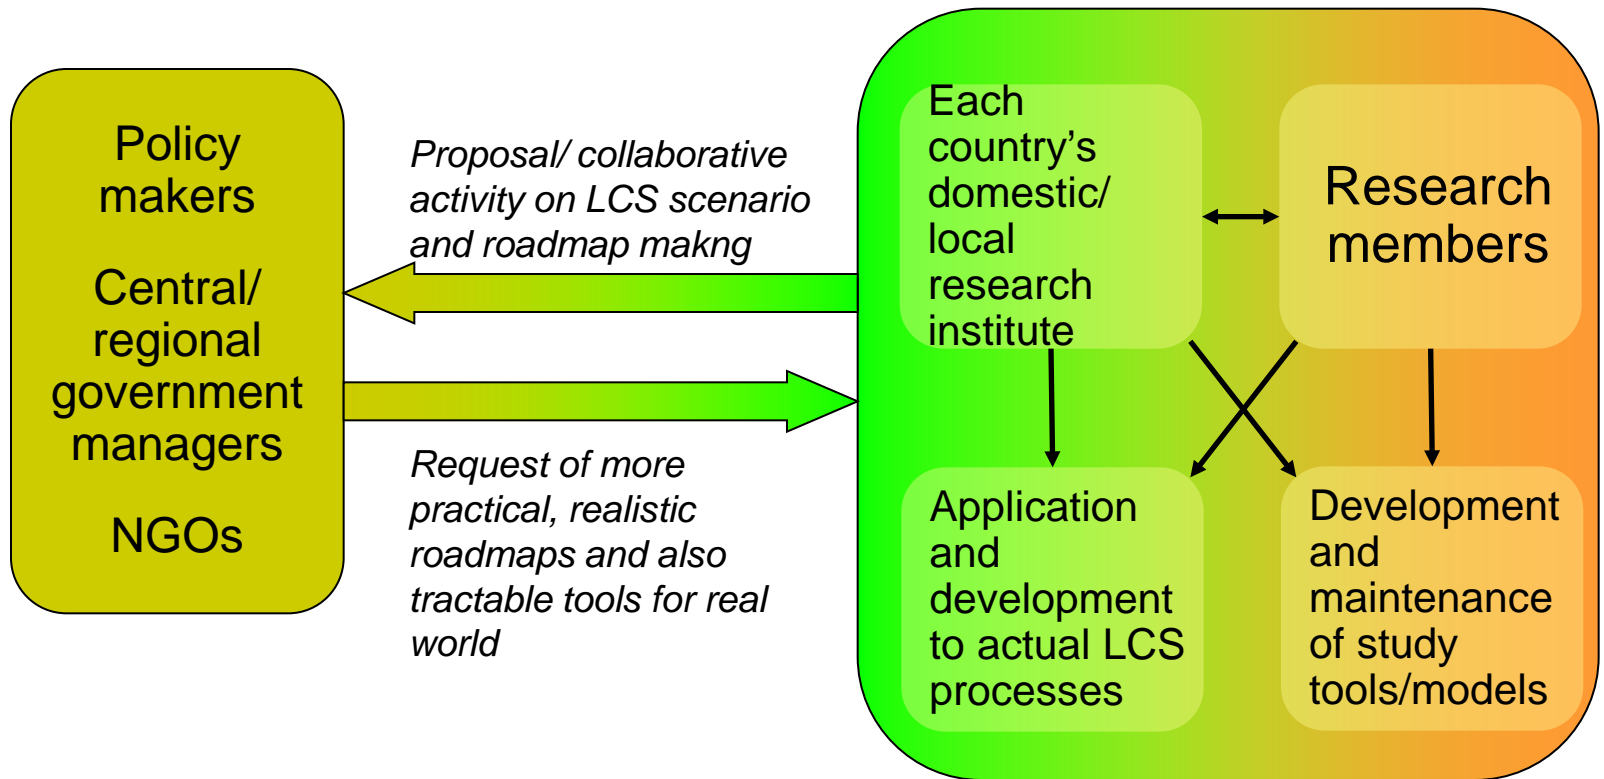 Policy
makers
Central/
regional
government
managers
NGOs
Proposal/ collaborative
activity on LCS scenario
and roadmap makng
Request of more
practical, realistic
roadmaps and also
tractable tools for real
world
Each
country’s
domestic/
local
research
institute
Research
members
Application
and
development
to actual LCS
processes
Development
and
maintenance
of study
tools/models